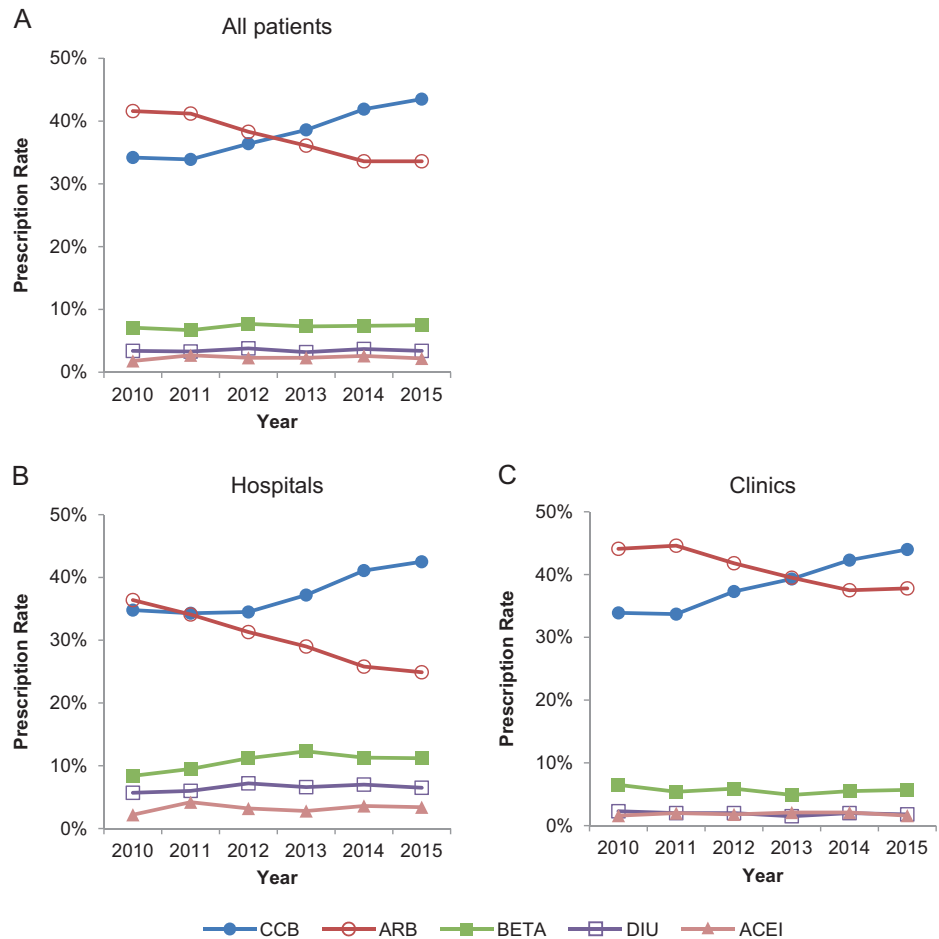 A
All patients
50%
40%
30%
20%
10%
0%
Prescription Rate
2010 2011 2012 2013 2014 2015
Year
B
Hospitals
50%
40%
30%
20%
10%
0%
Prescription Rate
2010 2011 2012 2013 2014 2015
Year
C
Clinics
50%
40%
30%
20%
10%
0%
Prescription Rate
2010 2011 2012 2013 2014 2015
Year
CCB ARB BETA DIU ACEI